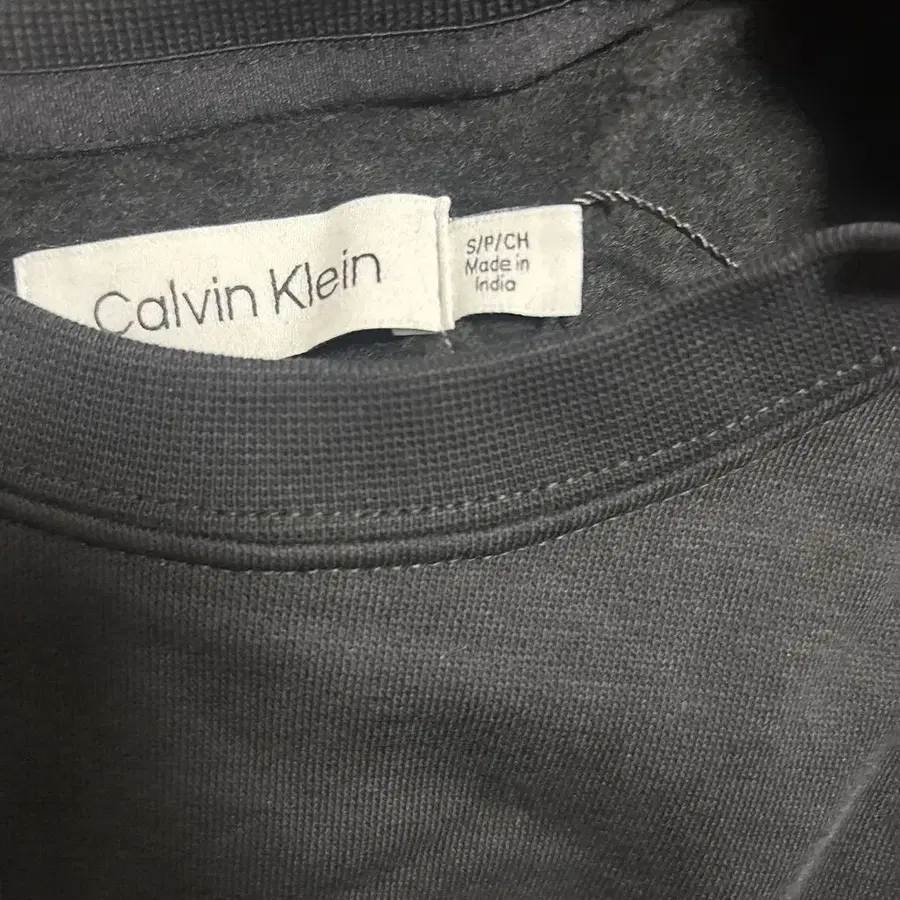 Calvin Klein
S/P/CH
Made in
India